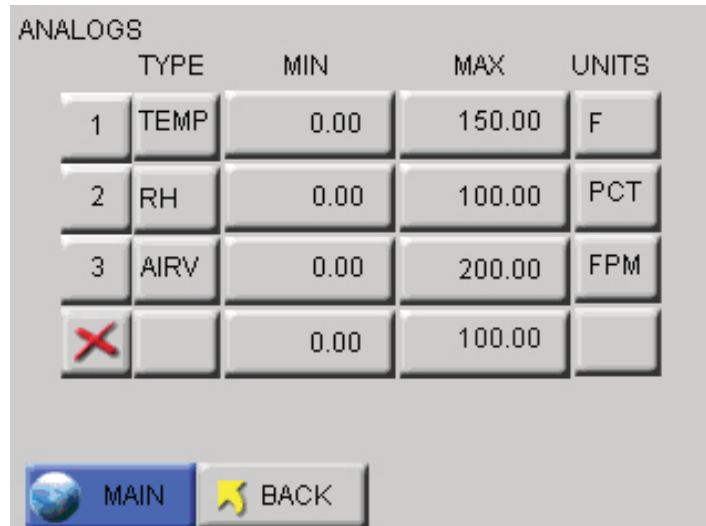 ANALOGS
TYPE MIN MAX UNITS
1 TEMP 0.00 150.00 F
2 RH 0.00 100.00 PCT
3 AIRV 0.00 200.00 FPM
0.00 100.00
MAIN BACK